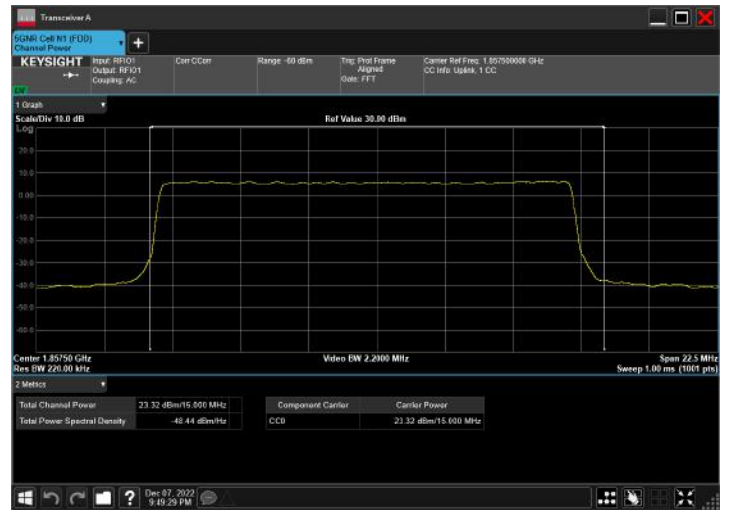 Transceiver A
5GNR Cell N1 (FDD)
Channel Power
KEYSIGHT
Input: RFIO1
Output: RFIO1
Coupling: AC
Corr CCorr
Range -60 dBm
Trig: Prot Frame
Aligned
Gate: FFT
Carrier Ref Freq: 1.857500000 GHz
CC Info: Uplink, 1 CC
1 Graph
Scale/Div 10.0 dB
Ref Value 30.00 dBm
Log
20.0
10.0
0.00
-10.0
-20.0
-30.0
-40.0
-50.0
-60.0
Center 1.85750 GHz
Video BW 2.2000 MHz
Span 22.5 MHz
Res BW 220.00 kHz
Sweep 1.00 ms (1001 pts)
2 Metrics
Total Channel Power 23.32 dBm/15.000 MHz
Total Power Spectral Density -48.44 dBm/Hz
Component Carrier Carrier Power
CC0 23.32 dBm/15.000 MHz
Dec 07, 2022
9:49:29 PM